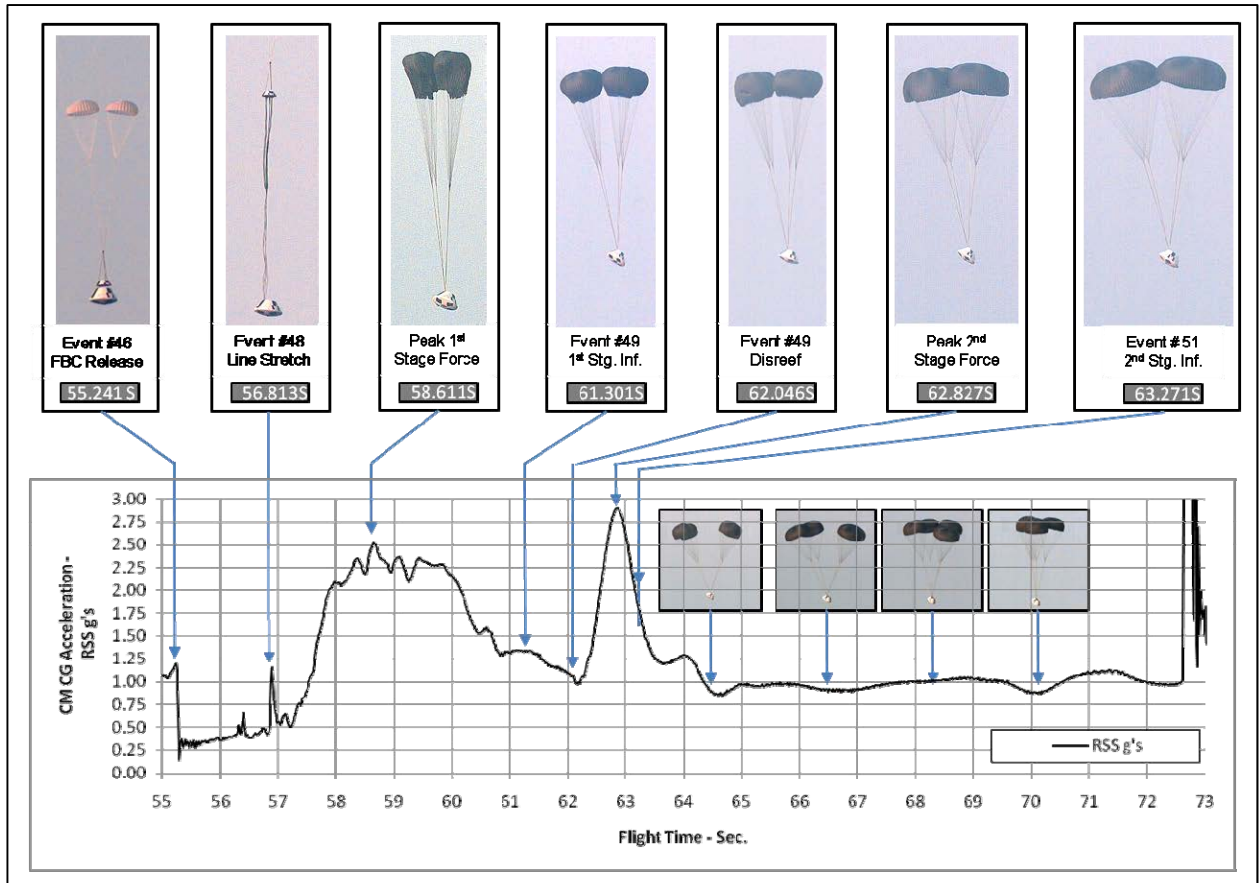 Event #46
FBC Release
55.241S
Event #48
Line Stretch
56.813S
Peak 1st
Stage Force
58.611S
Event #49
1st Stg. Inf.
61.301S
Event #49
Disreef
62.046S
Peak 2nd
Stage Force
62.827S
Event #51
2nd Stg. Inf.
63.271S
CM CG Acceleration -
RSS g's
3.00
2.75
2.50
2.25
2.00
1.75
1.50
1.25
1.00
0.75
0.50
0.25
0.00
RSS g's
55 56 57 58 59 60 61 62 63 64 65 66 67 68 69 70 71 72 73
Flight Time - Sec.